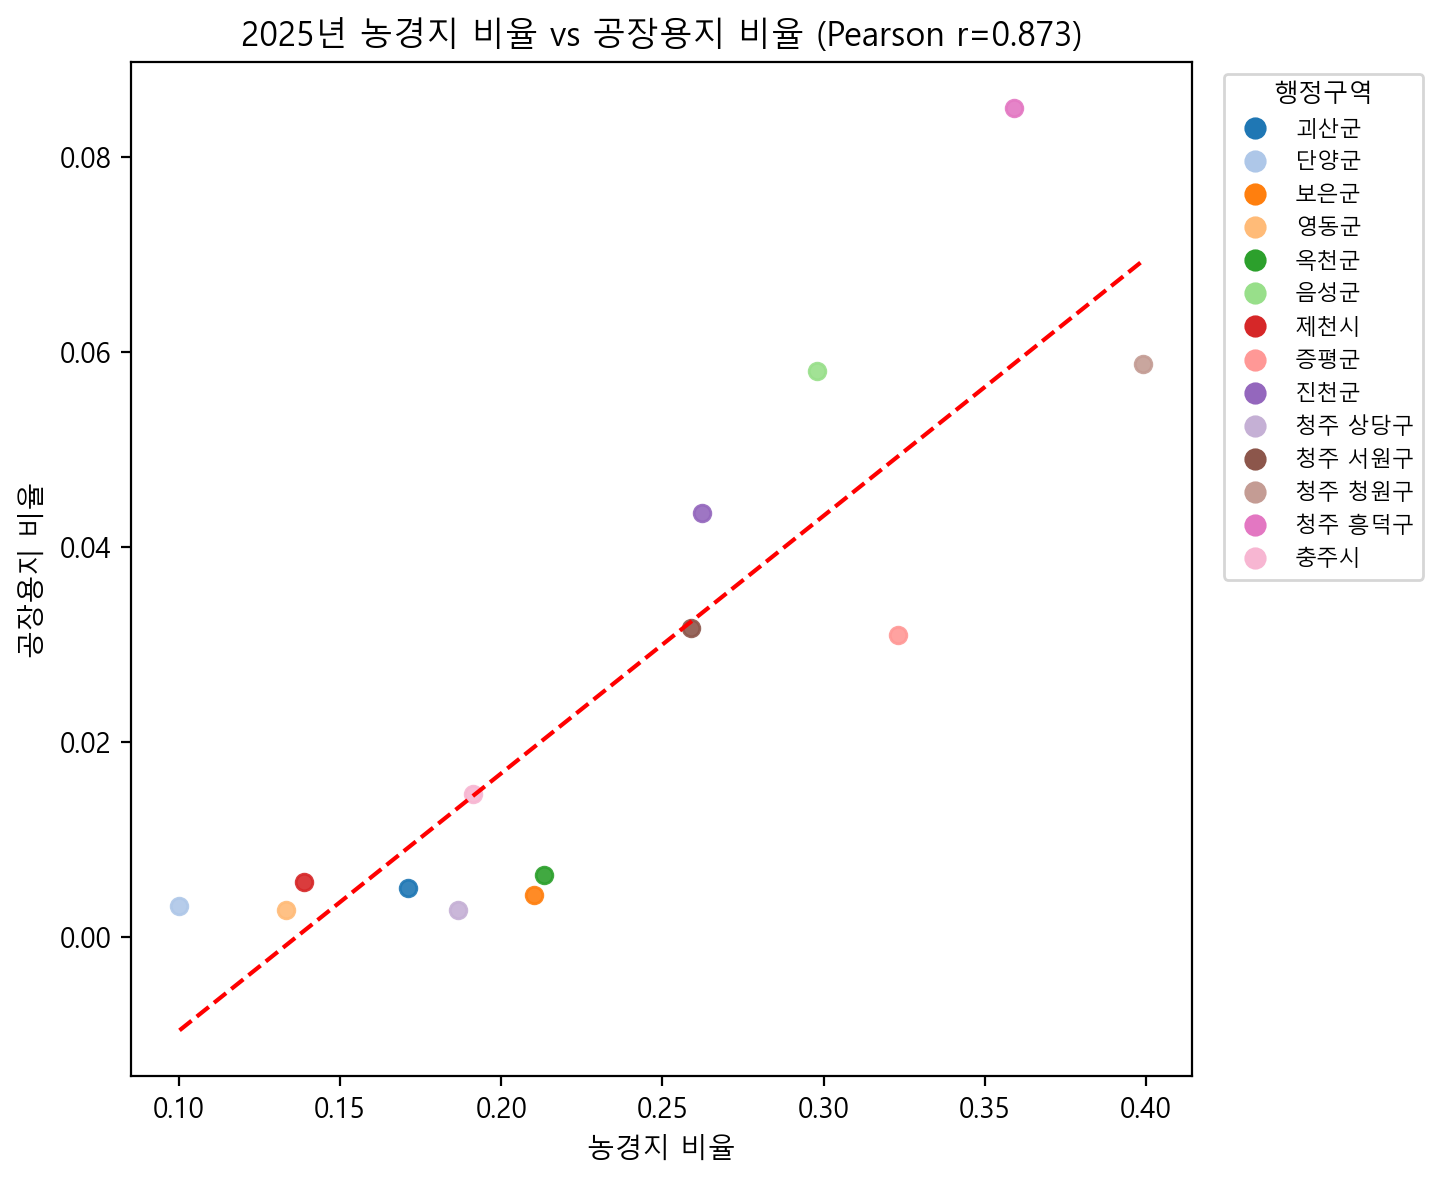 2025년 농경지 비율 vs 공장용지 비율 (Pearson r=0.873)
공장용지 비율
0.08
0.06
0.04
0.02
0.00
0.10 0.15 0.20 0.25 0.30 0.35 0.40
농경지 비율
행정구역
괴산군
단양군
보은군
영동군
옥천군
음성군
제천시
증평군
진천군
청주 상당구
청주 서원구
청주 청원구
청주 흥덕구
충주시